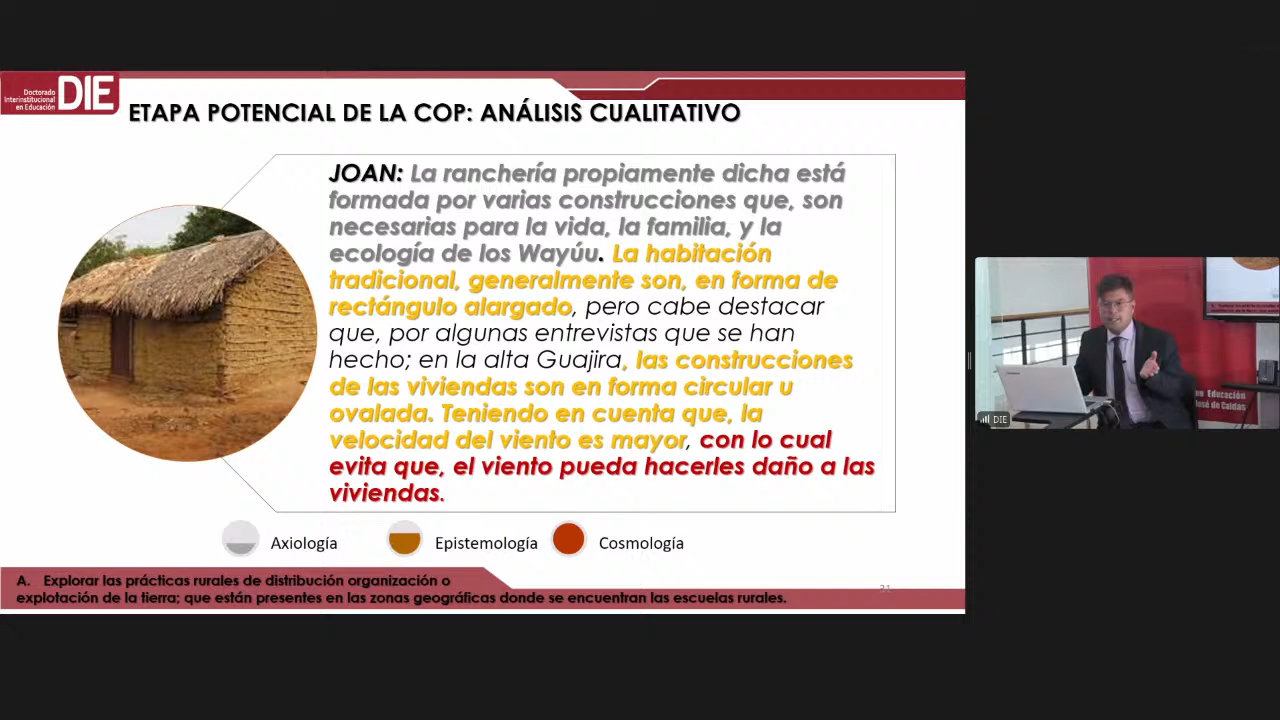 Doctorado
Interinstitucional
en Educación
DIE
ETAPA POTENCIAL DE LA COP: ANÁLISIS CUALITATIVO
JOAN: La ranchería propiamente dicha está
formada por varias construcciones que, son
necesarias para la vida, la familia, y la
ecología de los Wayúu. La habitación
tradicional, generalmente son, en forma de
rectángulo alargado, pero cabe destacar
que, por algunas entrevistas que se han
hecho; en la alta Guajira, las construcciones
de las viviendas son en forma circular u
ovalada. Teniendo en cuenta que, la
velocidad del viento es mayor, con lo cual
evita que, el viento pueda hacerles daño a las
viviendas.
Axiología
Epistemología
Cosmología
A. Explorar las prácticas rurales de distribución organización o
explotación de la tierra; que están presentes en las zonas geográficas donde se encuentran las escuelas rurales.
31
en Educación
José de Caldas
DIE